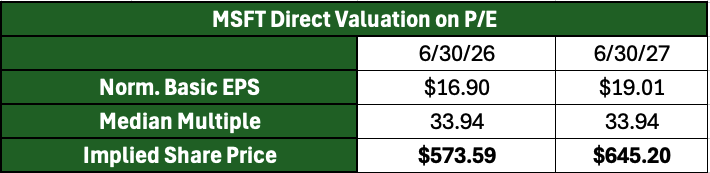 MSFT Direct Valuation on P/E
6/30/26 6/30/27
Norm. Basic EPS $16.90 $19.01
Median Multiple 33.94 33.94
Implied Share Price $573.59 $645.20